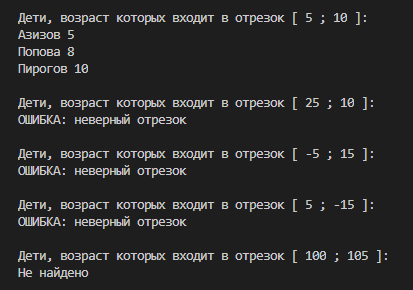 Дети, возраст которых входит в отрезок [ 5 ; 10 ]:
Азизов 5
Попова 8
Пирогов 10
Дети, возраст которых входит в отрезок [ 25 ; 10 ]:
ОШИБКА: неверный отрезок
Дети, возраст которых входит в отрезок [ -5 ; 15 ]:
ОШИБКА: неверный отрезок
Дети, возраст которых входит в отрезок [ 5 ; -15 ]:
ОШИБКА: неверный отрезок
Дети, возраст которых входит в отрезок [ 100 ; 105 ]:
Не найдено